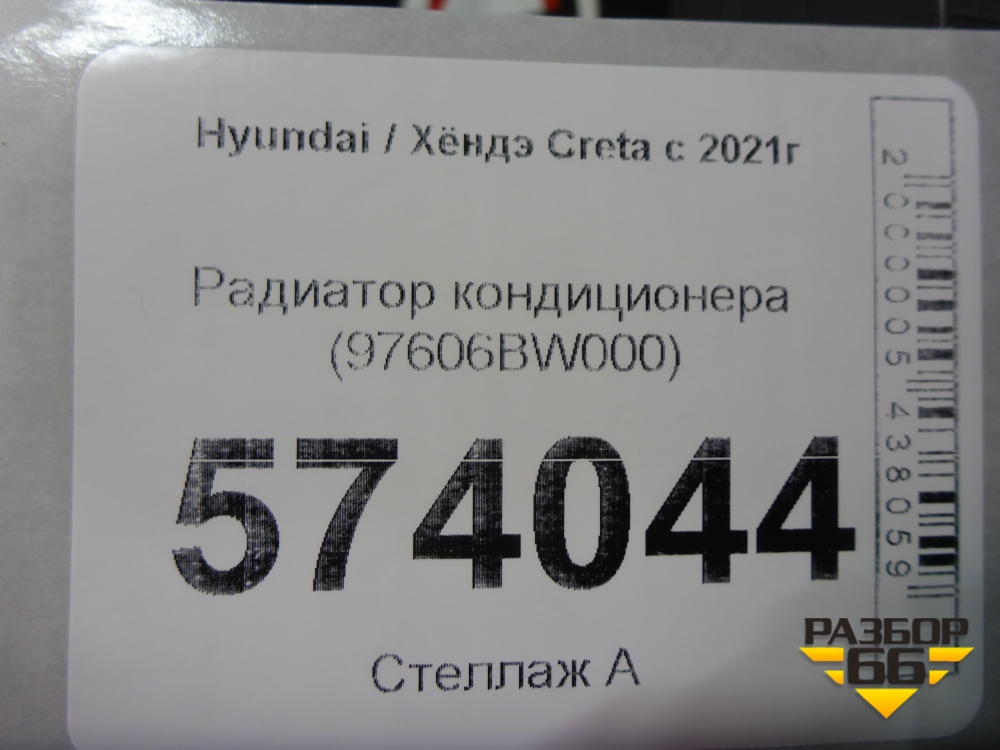 Hyundai / Хёндэ Creta с 2021г
Радиатор кондиционера
(97606BW000)
574044
Стеллаж А
2000005438059
РАЗБОР
66